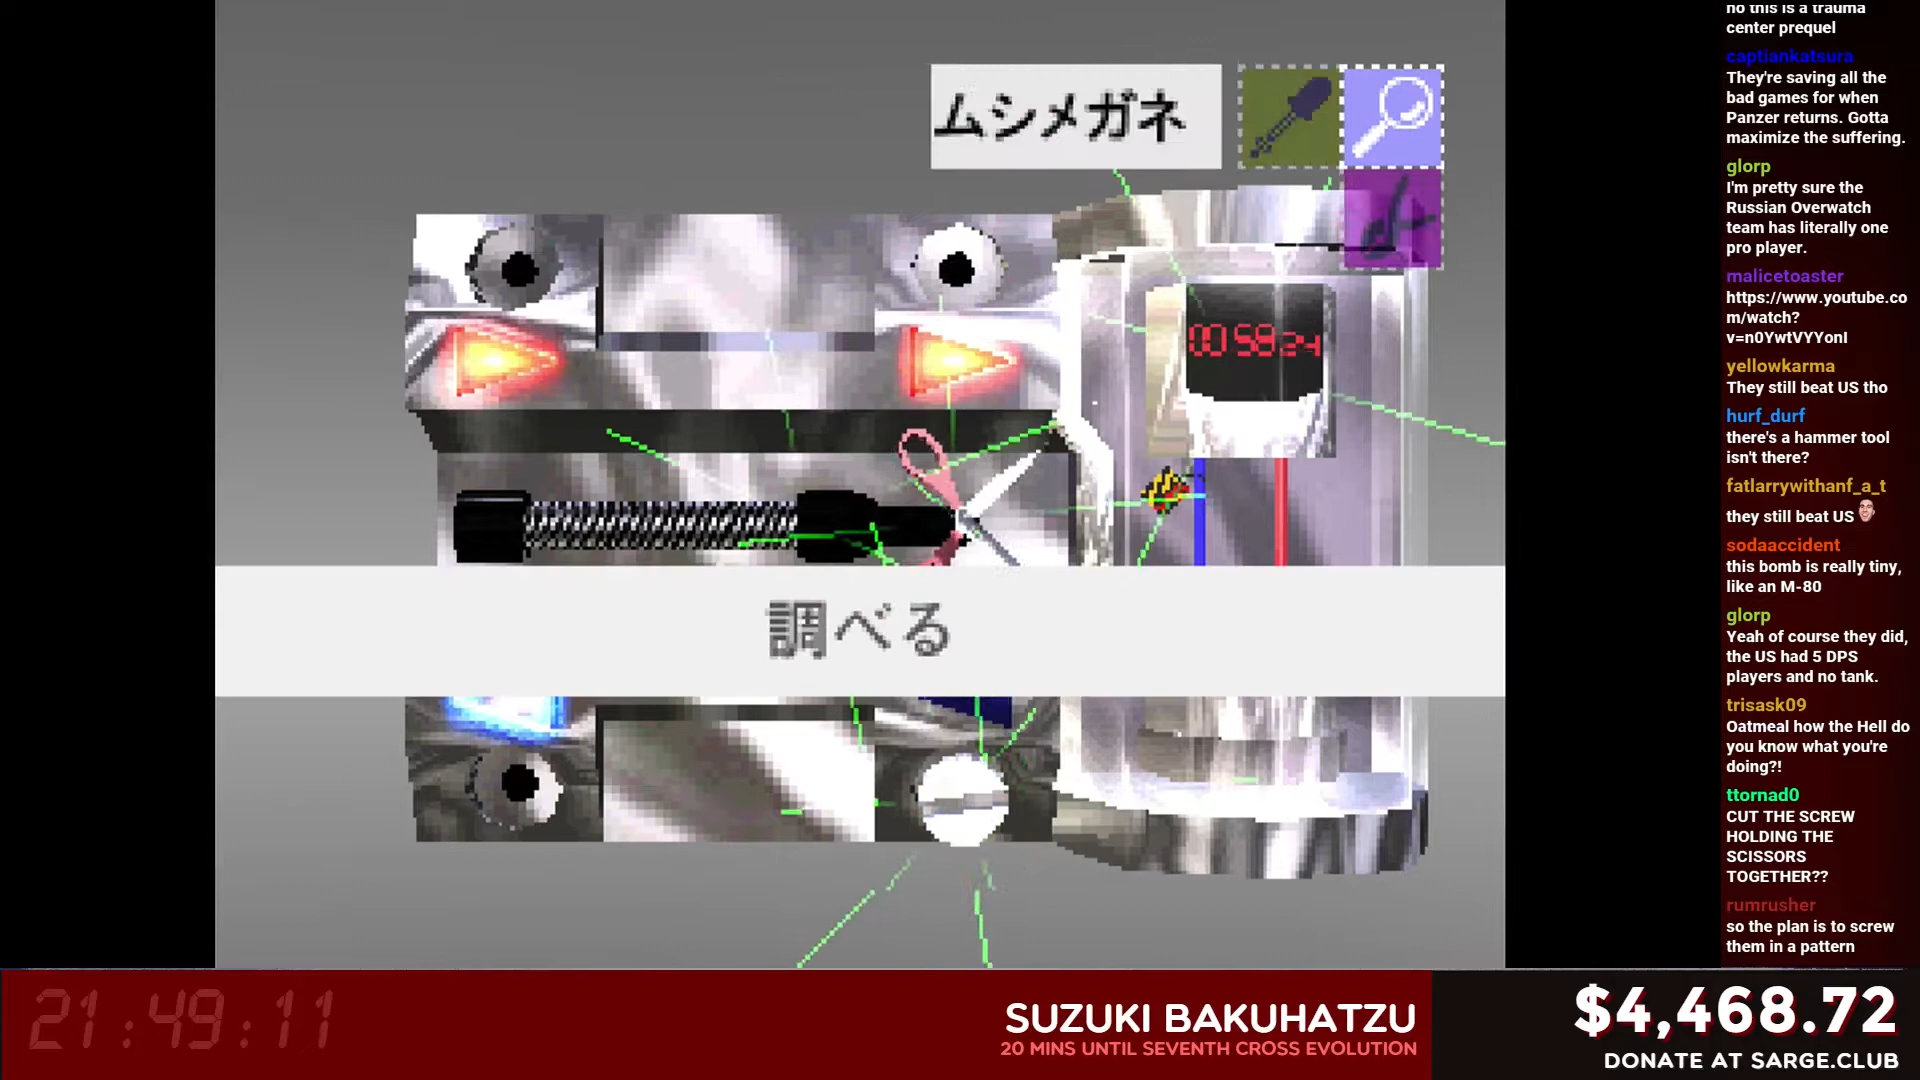 ムシメガネ
00 58 24
調べる
no this is a trauma
center prequel
captiankatsura
They're saving all the
bad games for when
Panzer returns. Gotta
maximize the suffering.
glorp
I'm pretty sure the
Russian Overwatch
team has literally one
pro player.
malicetoaster
https://www.youtube.co
m/watch?
v=n0YwtVYYonI
yellowkarma
They still beat US tho
hurf_durf
there's a hammer tool
isn't there?
fatlarrywithanf_a_t
they still beat US
sodaaccident
this bomb is really tiny,
like an M-80
glorp
Yeah of course they did,
the US had 5 DPS
players and no tank.
trisask09
Oatmeal how the Hell do
you know what you're
doing?!
ttornad0
CUT THE SCREW
HOLDING THE
SCISSORS
TOGETHER??
rumrusher
so the plan is to screw
them in a pattern
21:49:11
SUZUKI BAKUHATZU
20 MINS UNTIL SEVENTH CROSS EVOLUTION
$4,468.72
DONATE AT SARGE.CLUB